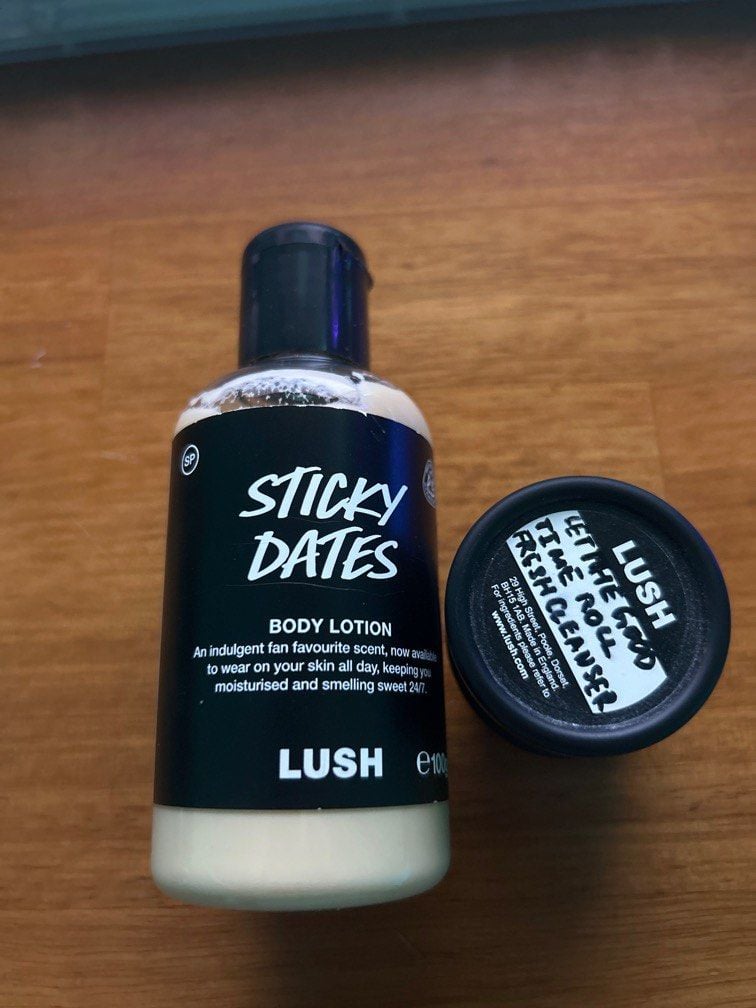 SP
STICKY
DATES
BODY LOTION
An indulgent fan favourite scent, now available
to wear on your skin all day, keeping you
moisturised and smelling sweet 24/7.
LUSH
e100g
LUSH
LET THE GOOD
TIME ROLL
FRESH CLEANSER
29 High Street, Poole, Dorset,
BH15 1AB. Made in England.
For ingredients please refer to
www.lush.com